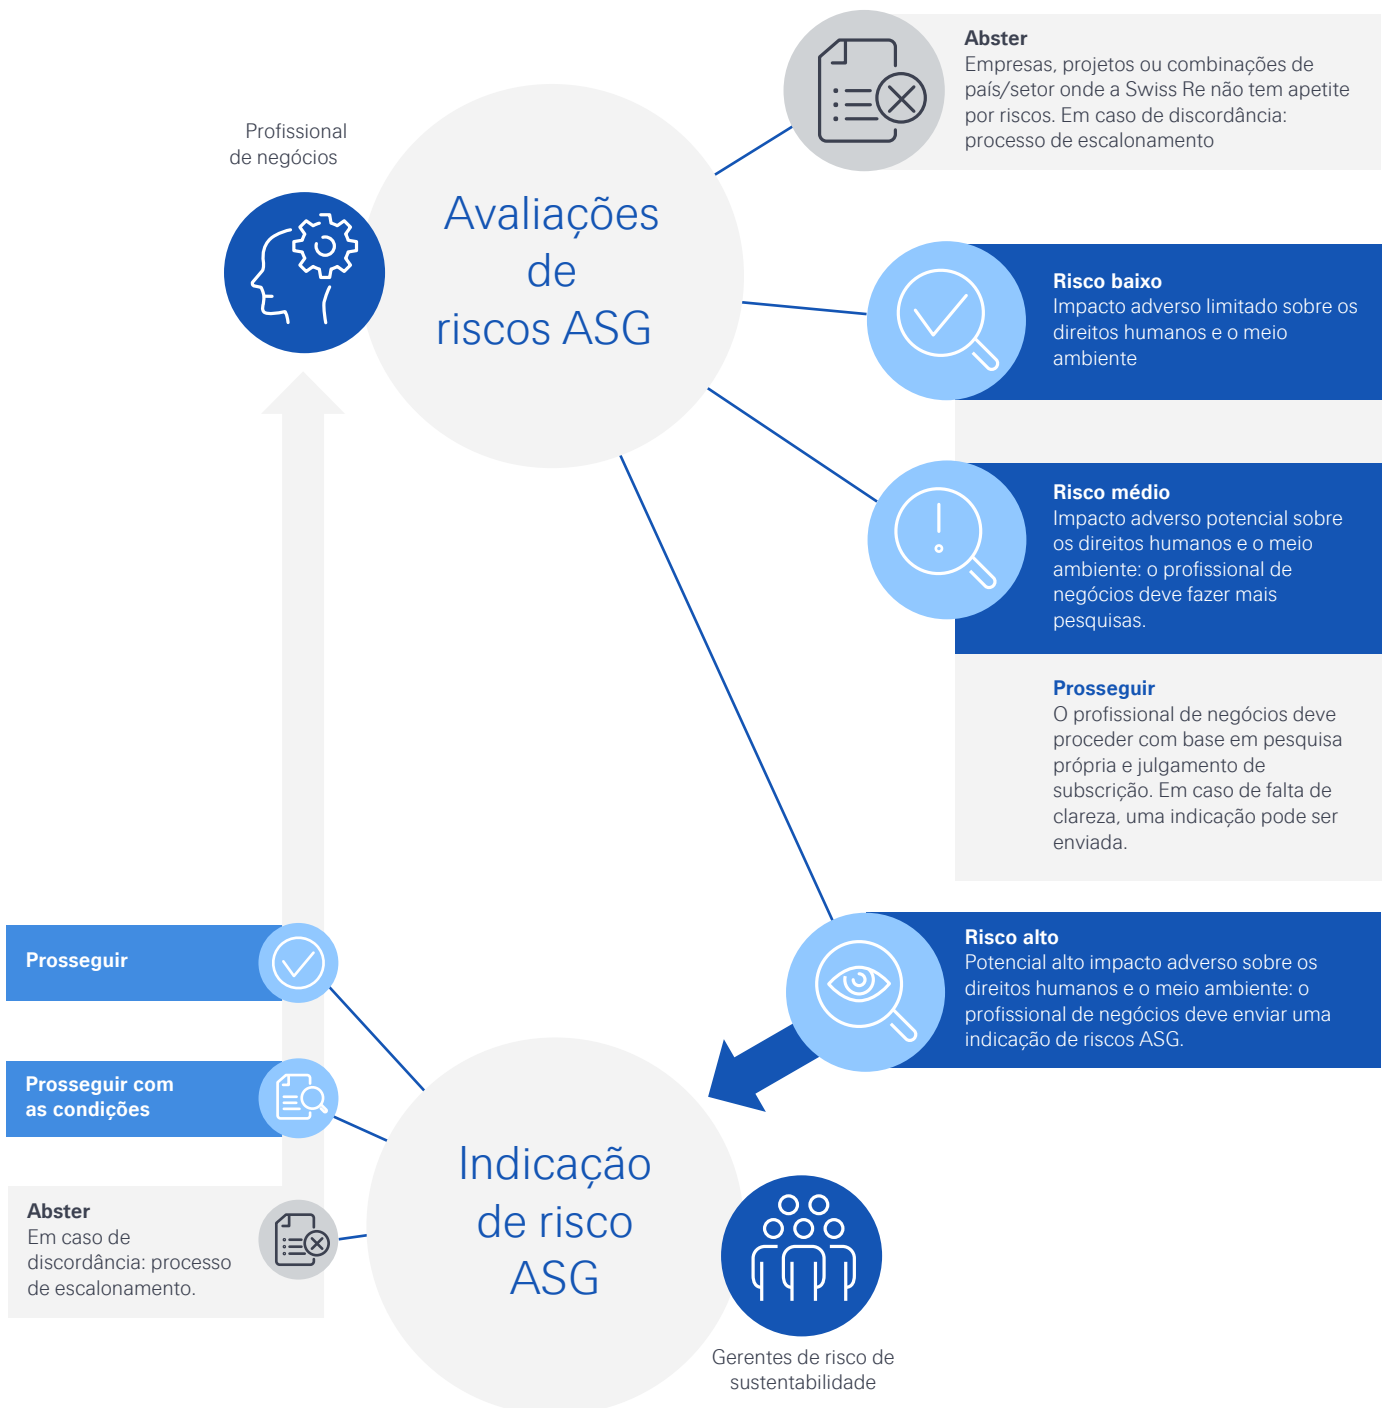 Profissional
de negócios
Avaliações
de
riscos ASG
Abster
Empresas, projetos ou combinações de
país/setor onde a Swiss Re não tem apetite
por riscos. Em caso de discordância:
processo de escalonamento
Risco baixo
Impacto adverso limitado sobre os
direitos humanos e o meio
ambiente
Risco médio
Impacto adverso potencial sobre
os direitos humanos e o meio
ambiente: o profissional de
negócios deve fazer mais
pesquisas.
Prosseguir
O profissional de negócios deve
proceder com base em pesquisa
própria e julgamento de
subscrição. Em caso de falta de
clareza, uma indicação pode ser
enviada.
Risco alto
Potencial alto impacto adverso sobre os
direitos humanos e o meio ambiente: o
profissional de negócios deve enviar uma
indicação de riscos ASG.
Prosseguir
Prosseguir com
as condições
Abster
Em caso de
discordância: processo
de escalonamento.
Indicação
de risco
ASG
Gerentes de risco de
sustentabilidade